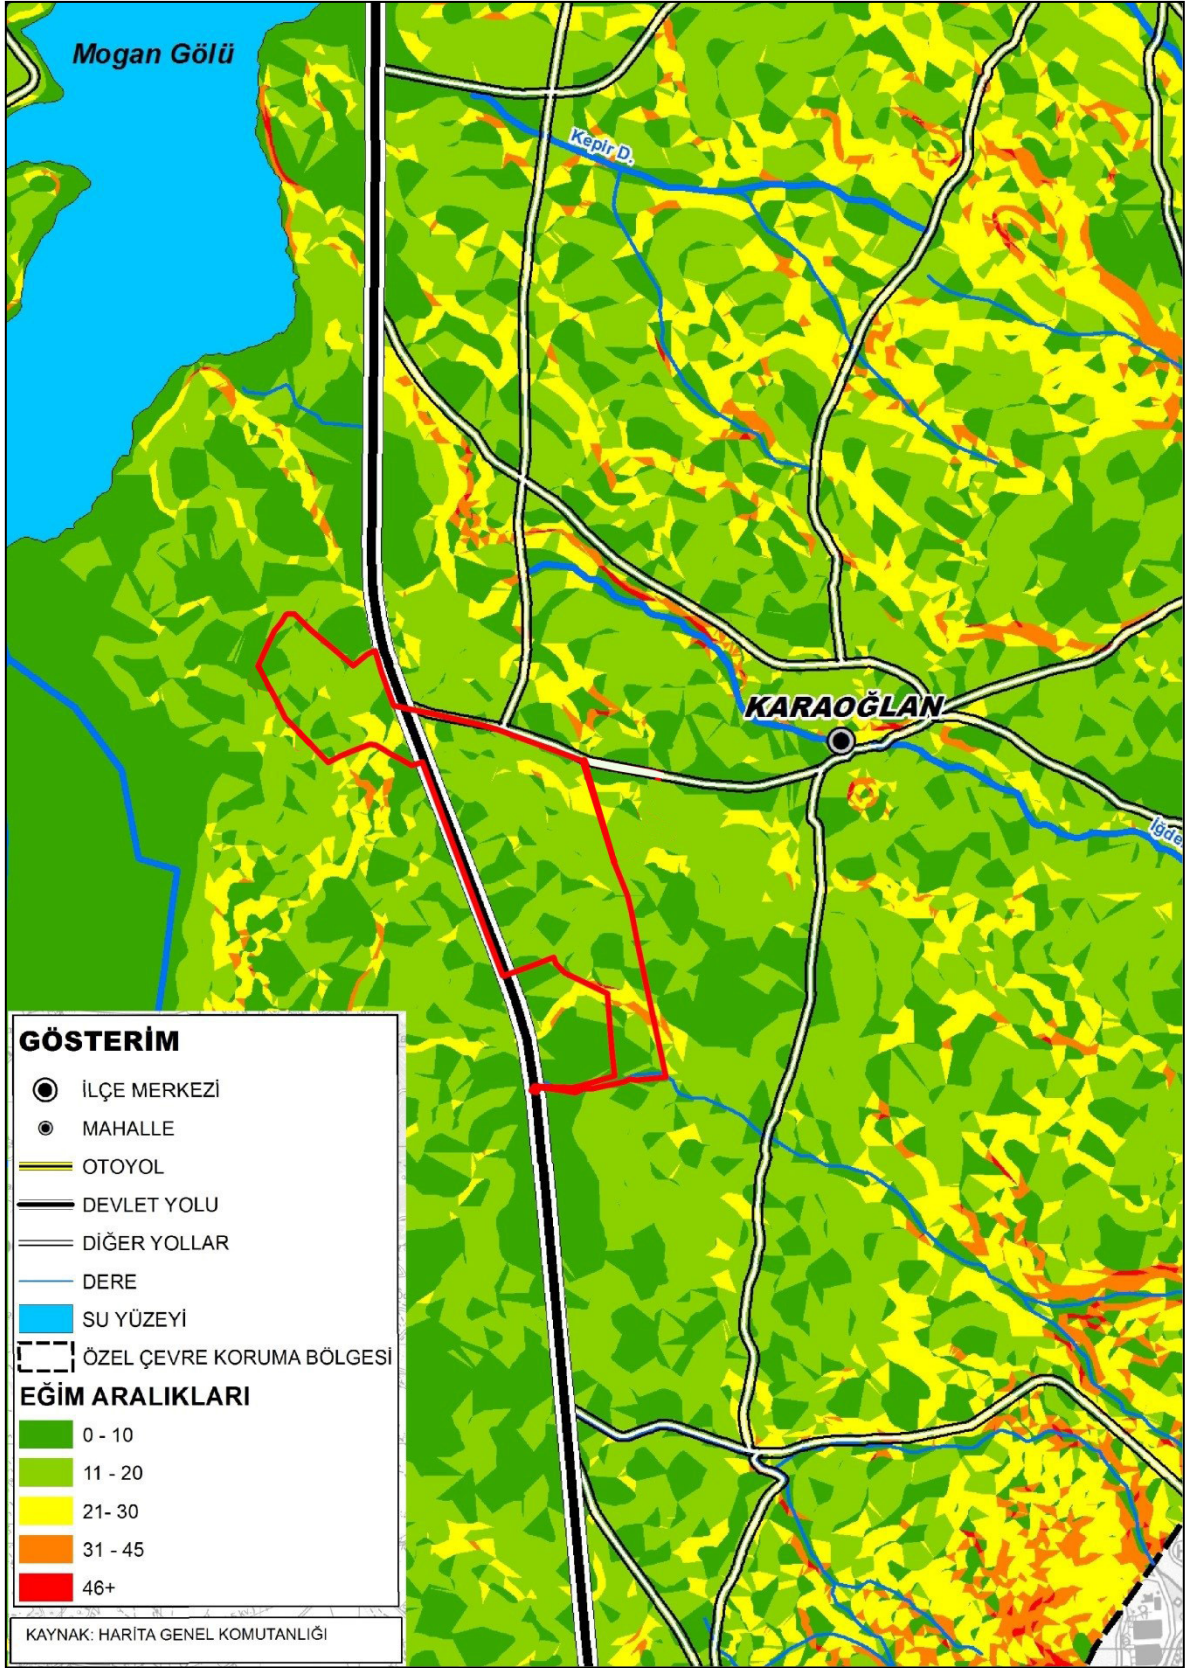 Mogan Gölü
Kepir D.
KARAOĞLAN
İğde
GÖSTERİM
İLÇE MERKEZİ
MAHALLE
OTOYOL
DEVLET YOLU
DİĞER YOLLAR
DERE
SU YÜZEYİ
ÖZEL ÇEVRE KORUMA BÖLGESİ
EĞİM ARALIKLARI
0 - 10
11 - 20
21- 30
31 - 45
46+
KAYNAK: HARİTA GENEL KOMUTANLIĞI